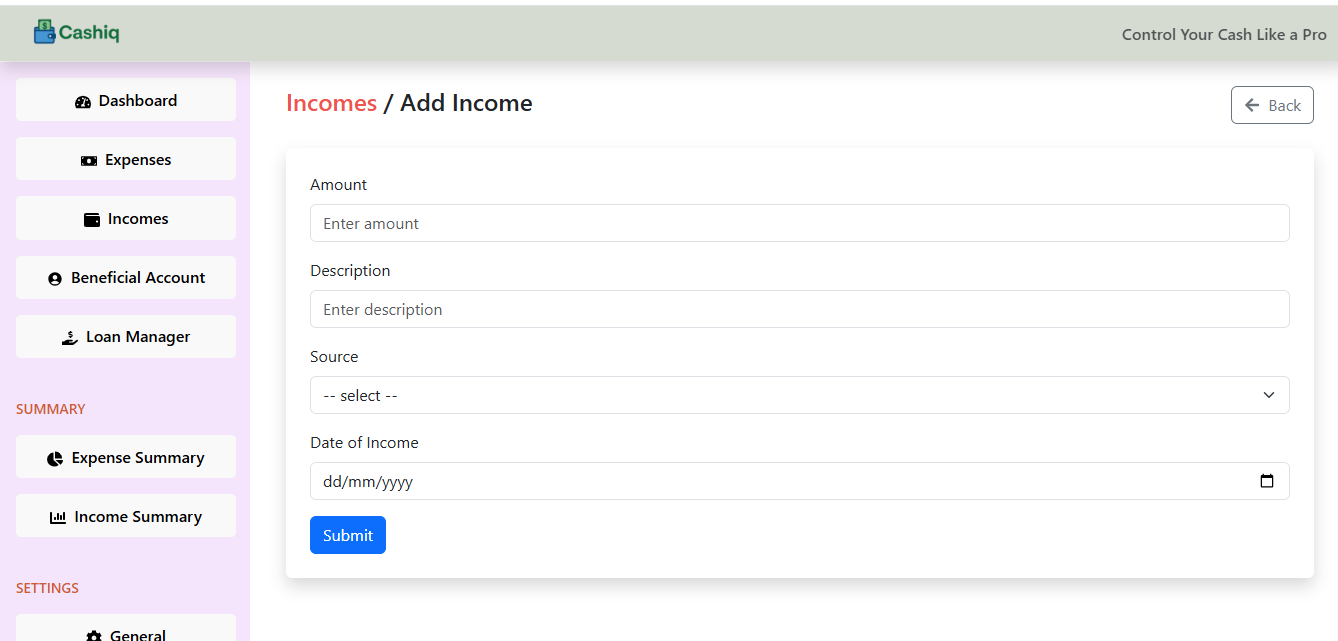 Cashiq
Control Your Cash Like a Pro
Dashboard
Expenses
Incomes
Beneficial Account
Loan Manager
SUMMARY
Expense Summary
Income Summary
SETTINGS
General
Incomes / Add Income
Back
Amount
Enter amount
Description
Enter description
Source
-- select --
Date of Income
dd/mm/yyyy
Submit